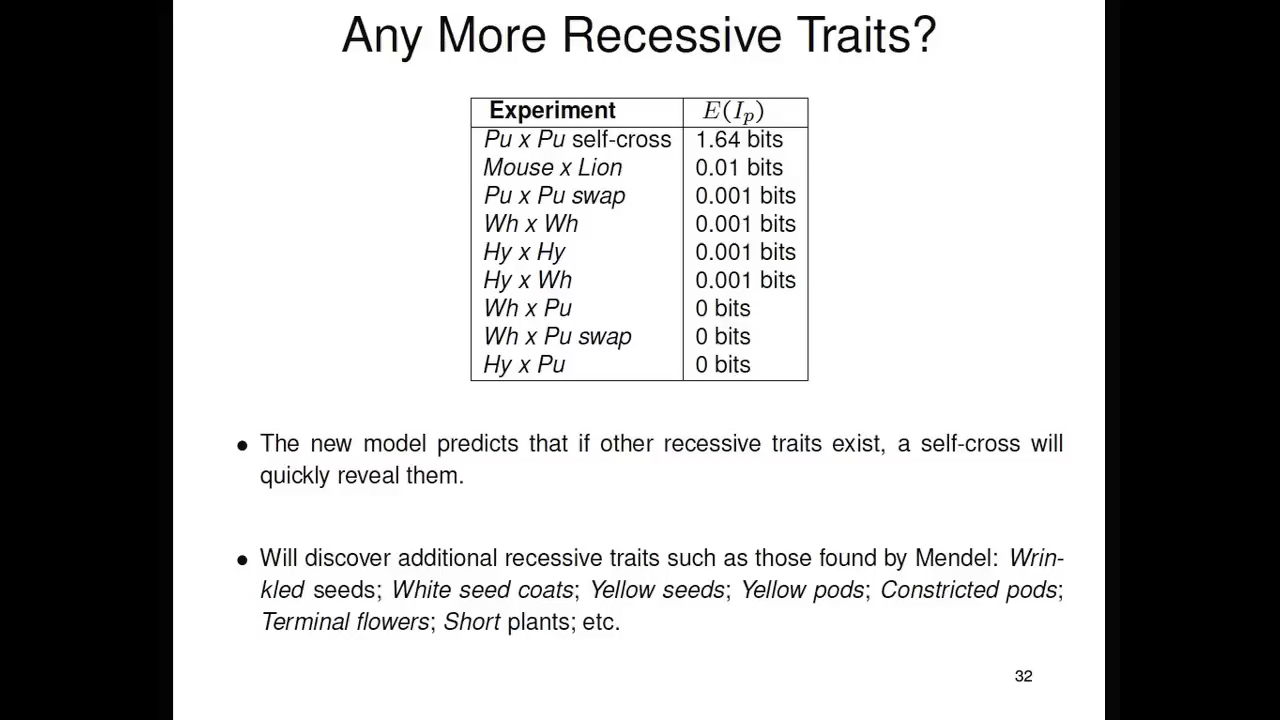 Any More Recessive Traits?
Experiment E(Ip)
Pu x Pu self-cross 1.64 bits
Mouse x Lion 0.01 bits
Pu x Pu swap 0.001 bits
Wh x Wh 0.001 bits
Hy x Hy 0.001 bits
Hy x Wh 0.001 bits
Wh x Pu 0 bits
Wh x Pu swap 0 bits
Hy x Pu 0 bits
• The new model predicts that if other recessive traits exist, a self-cross will
quickly reveal them.
• Will discover additional recessive traits such as those found by Mendel: Wrin-
kled seeds; White seed coats; Yellow seeds; Yellow pods; Constricted pods;
Terminal flowers; Short plants; etc.
32